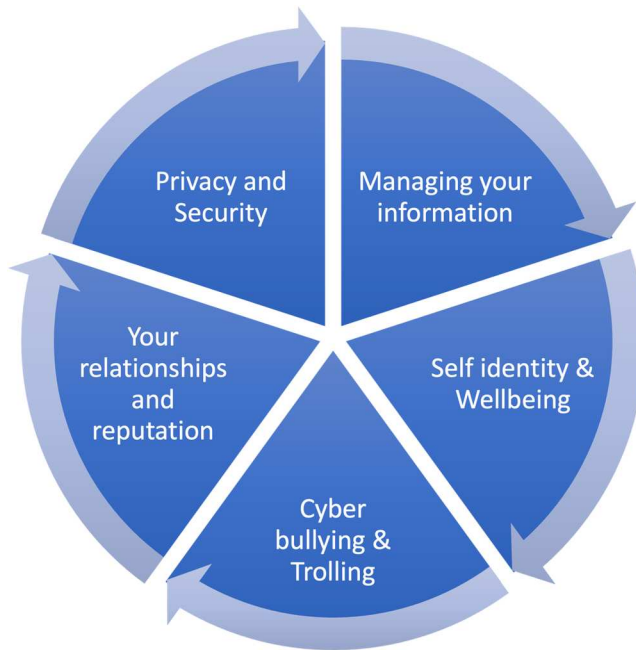 Privacy and
Security
Managing your
information
Self identity &
Wellbeing
Cyber
bullying &
Trolling
Your
relationships
and
reputation